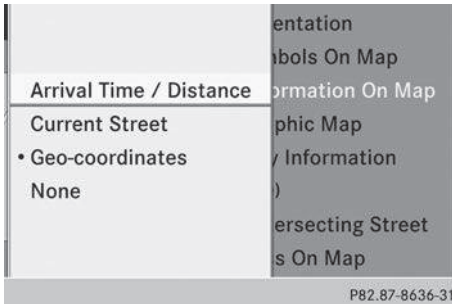 entation
bols On Map
Arrival Time / Distance
ormation On Map
Current Street
phic Map
• Geo-coordinates
Information
None
)
ersecting Street
s On Map
P82.87-8636-31